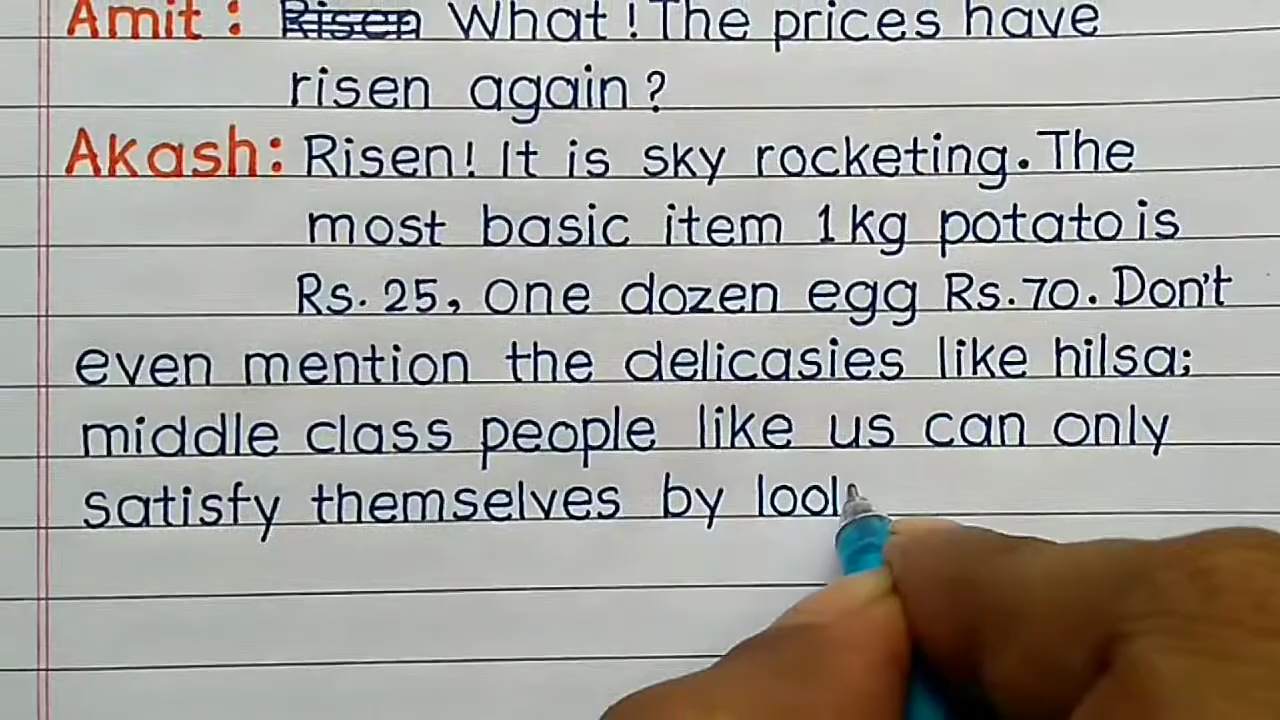 Amit: What! The prices have
risen again?
Akash: Risen! It is sky rocketing. The
most basic item 1kg potato is
Rs. 25, one dozen egg Rs. 70. Don't
even mention the delicasies like hilsa;
middle class people like us can only
satisfy themselves by